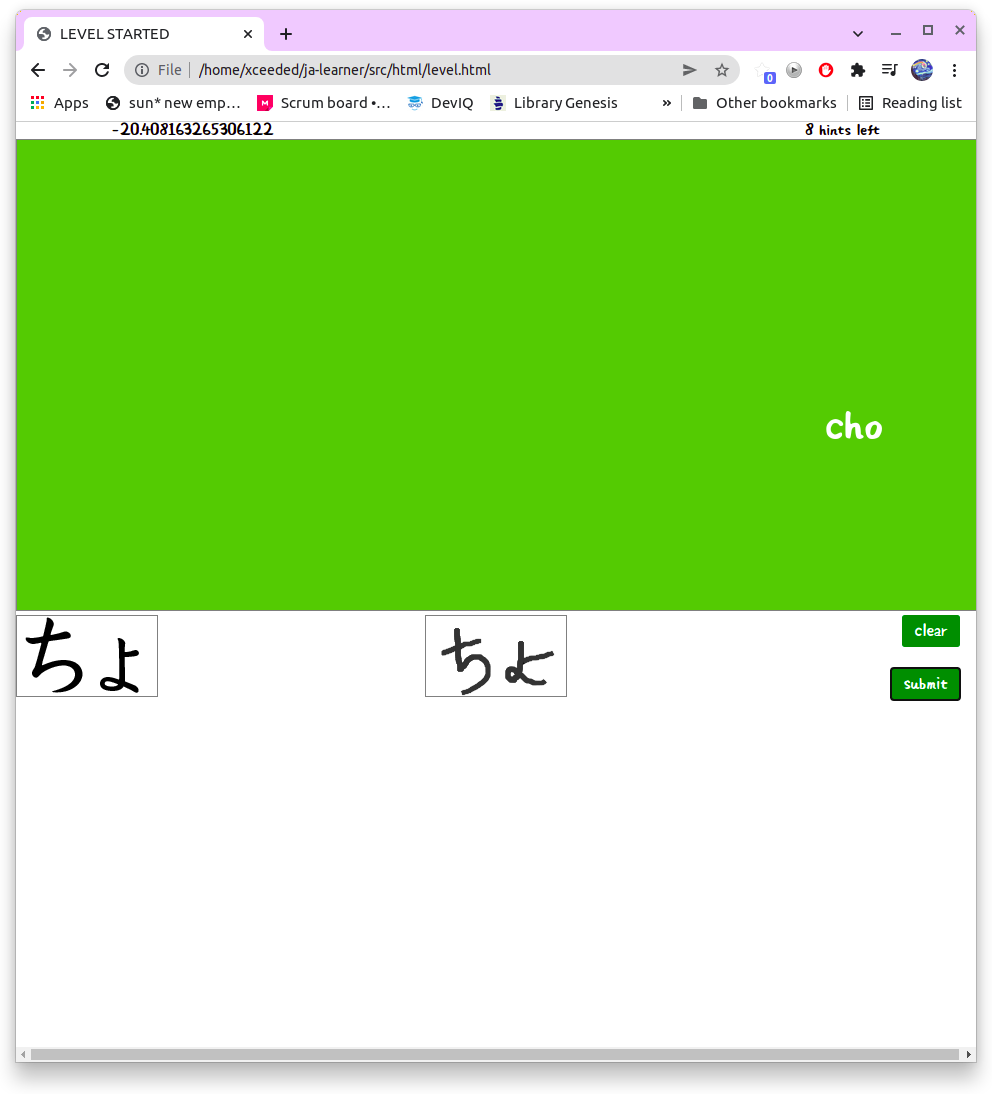 LEVEL STARTED
File | /home/xceeded/ja-learner/src/html/level.html 0
Apps sun* new emp… Scrum board •… DevIQ Library Genesis » Other bookmarks Reading list
-20.408163265306122 8 hints left
cho
ちょ ちょ clear
submit